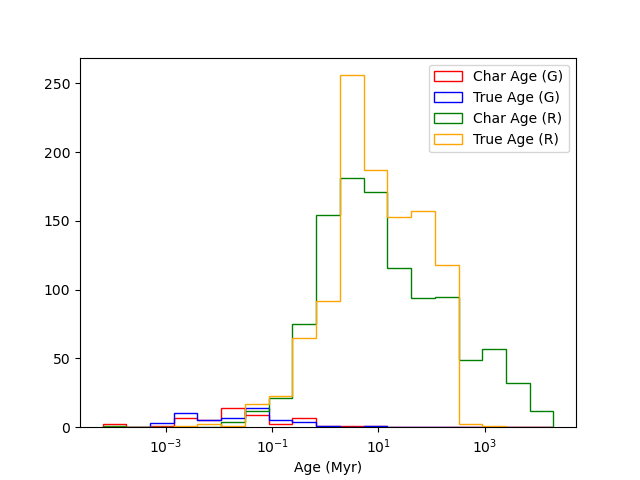 250
200
150
100
50
0
10⁻³
10⁻¹
10¹
10³
Age (Myr)
Char Age (G)
True Age (G)
Char Age (R)
True Age (R)